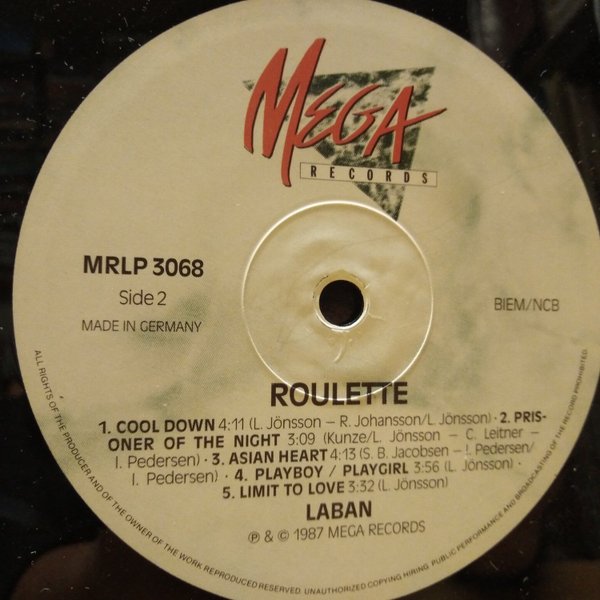 MEGA
RECORDS
MRLP 3068
Side 2
MADE IN GERMANY
BIEM/NCB
ROULETTE
1. COOL DOWN 4:11 (L. Jönsson – R. Johansson/L. Jönsson) · 2. PRIS-
ONER OF THE NIGHT 3:09 (Kunze/L. Jönsson – C. Leitner –
I. Pedersen) · 3. ASIAN HEART 4:13 (S. B. Jacobsen – I. Pedersen/
I. Pedersen) · 4. PLAYBOY / PLAYGIRL 3:56 (L. Jönsson) ·
5. LIMIT TO LOVE 3:32 (L. Jönsson)
LABAN
℗ & © 1987 MEGA RECORDS
ALL RIGHTS OF THE PRODUCER AND OF THE OWNER OF THE WORK REPRODUCED RESERVED. UNAUTHORIZED COPYING HIRING. PUBLIC PERFORMANCE AND BROADCASTING OF THE RECORD PROHIBITED.